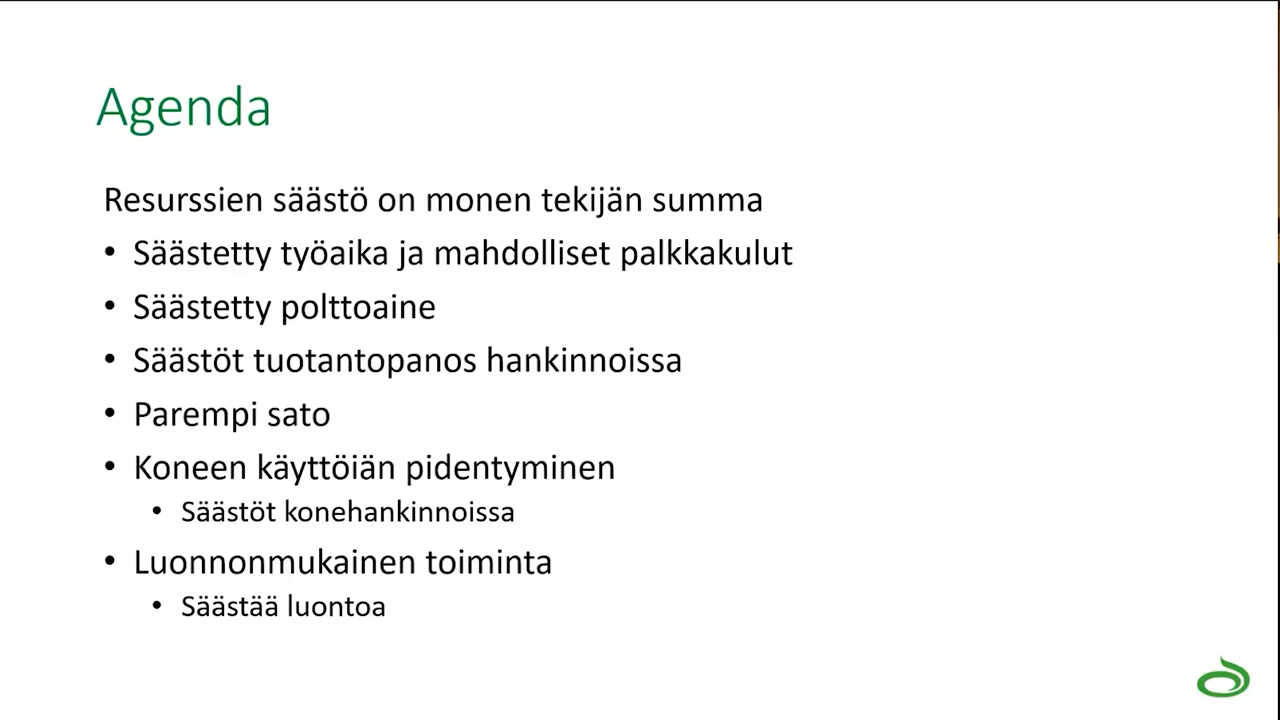 Agenda
Resurssien säästö on monen tekijän summa
• Säästetty työaika ja mahdolliset palkkakulut
• Säästetty polttoaine
• Säästöt tuotantopanos hankinnoissa
• Parempi sato
• Koneen käyttöiän pidentyminen
• Säästöt konehankinnoissa
• Luonnonmukainen toiminta
• Säästää luontoa